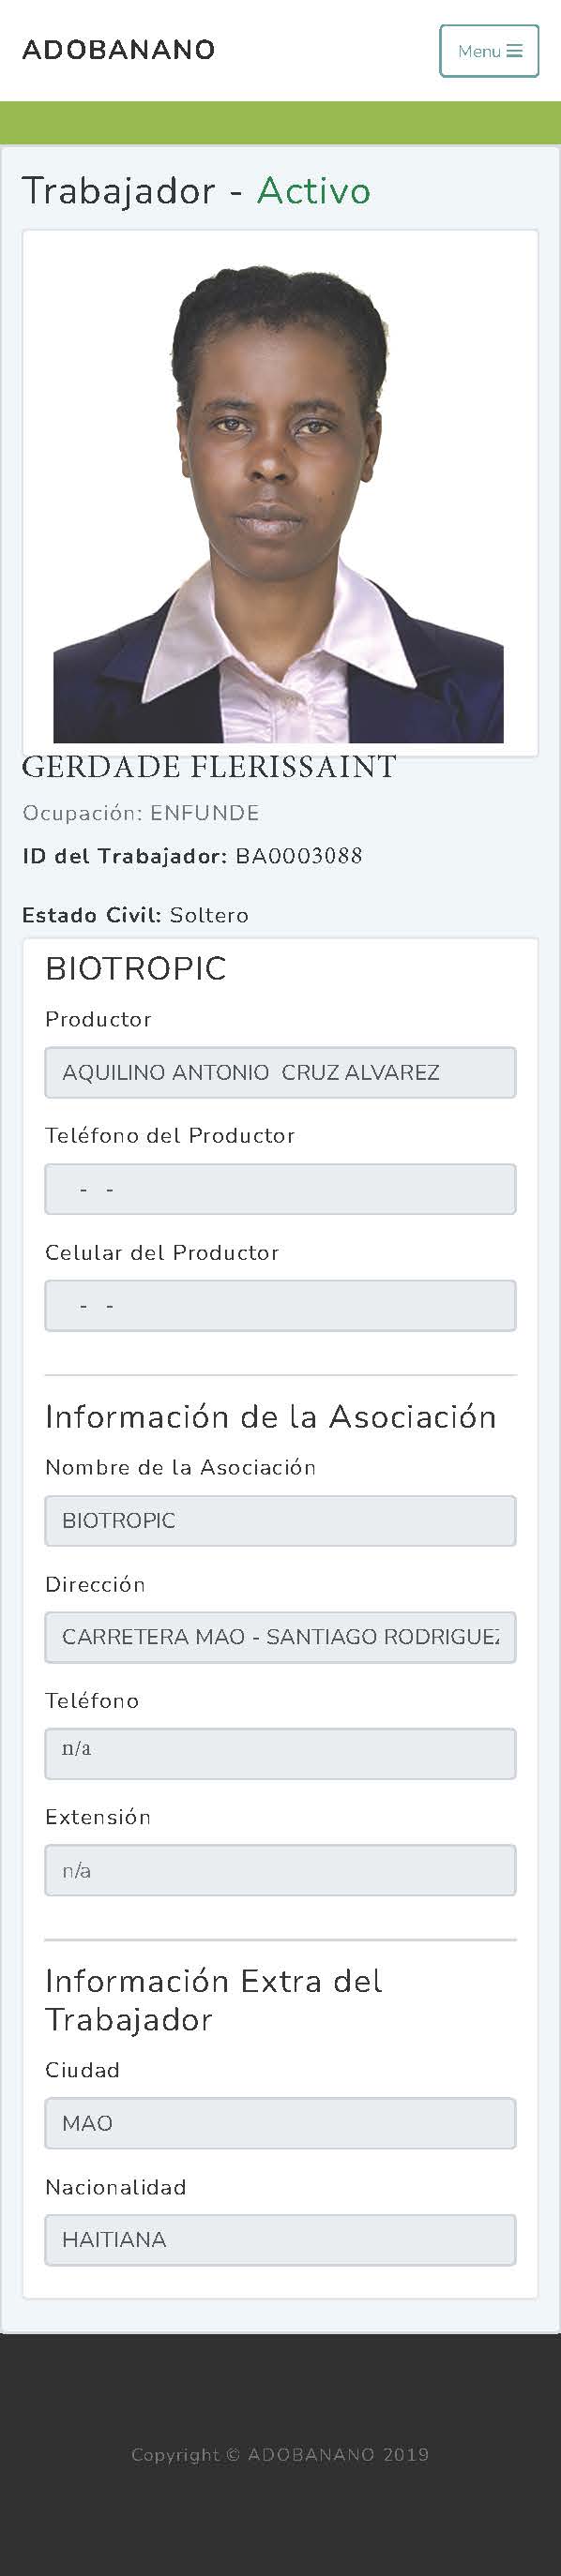 ADOBANANO
Menu
Trabajador - Activo
GERDADE FLERISSAINT
Ocupación: ENFUNDE
ID del Trabajador: BA0003088
Estado Civil: Soltero
BIOTROPIC
Productor
AQUILINO ANTONIO  CRUZ ALVAREZ
Teléfono del Productor
-   -
Celular del Productor
-   -
Información de la Asociación
Nombre de la Asociación
BIOTROPIC
Dirección
CARRETERA MAO - SANTIAGO RODRIGUEZ
Teléfono
n/a
Extensión
n/a
Información Extra del
Trabajador
Ciudad
MAO
Nacionalidad
HAITIANA
Copyright © ADOBANANO 2019